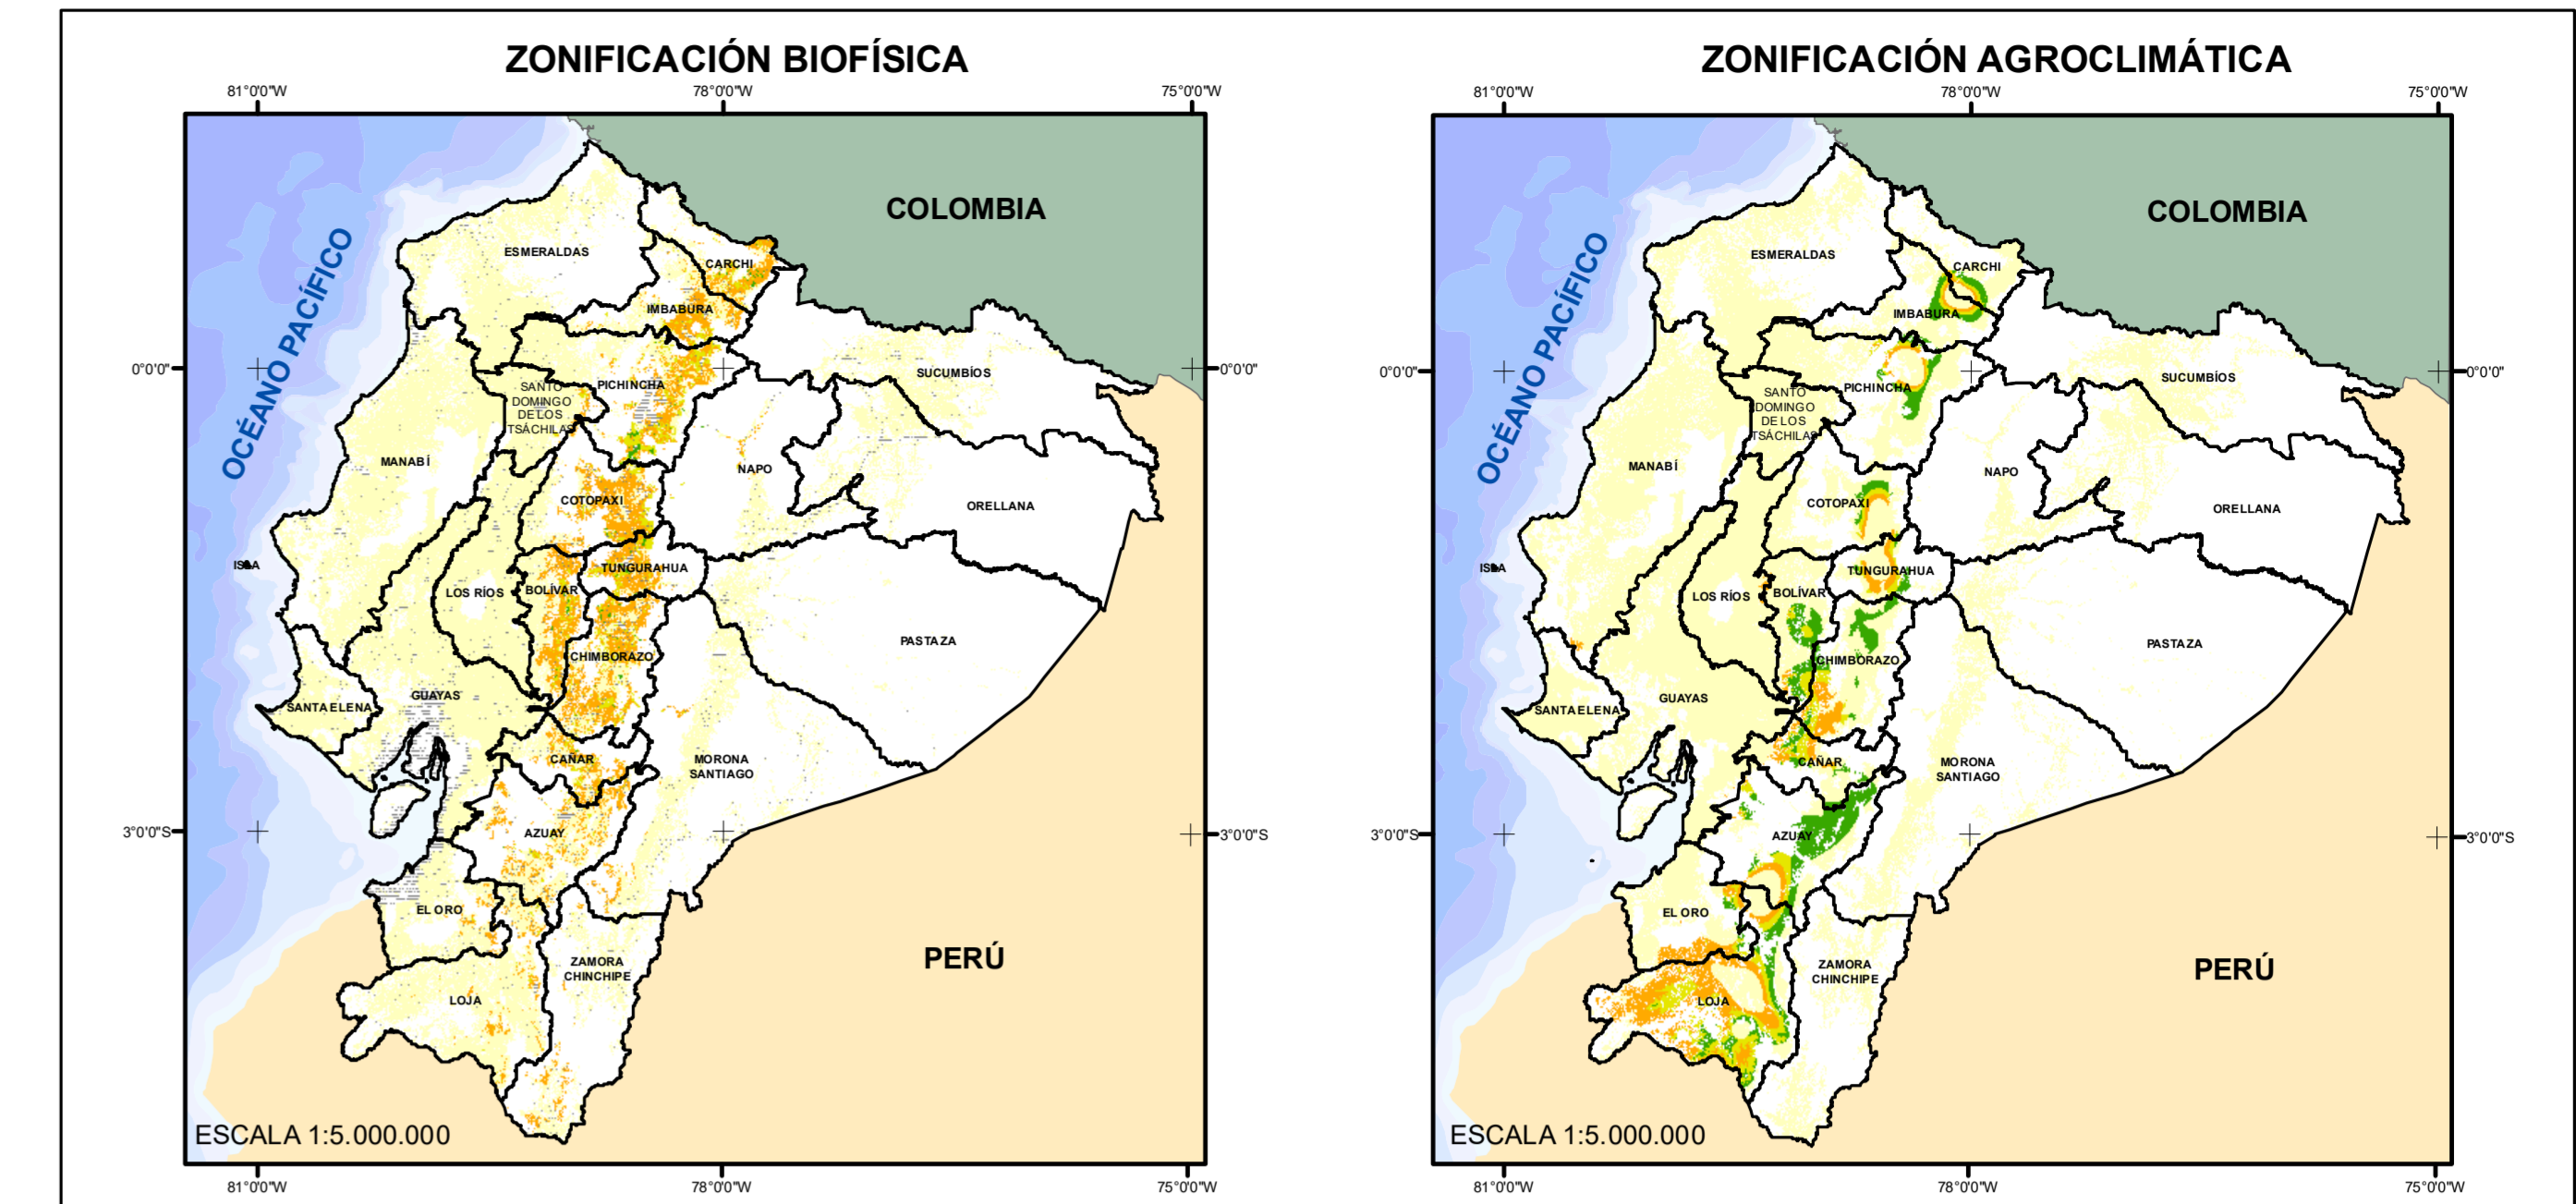 ZONIFICACIÓN BIOFÍSICA
81°0'0"W
78°0'0"W
75°0'0"W
COLOMBIA
OCÉANO PACÍFICO
ESMERALDAS
CARCHI
IMBABURA
0°0'0"
0°0'0"
SUCUMBÍOS
PICHINCHA
SANTO
DOMINGO
DE LOS
TSÁCHILAS
MANABÍ
NAPO
COTOPAXI
ORELLANA
ISLA
TUNGURAHUA
LOS RÍOS
BOLÍVAR
PASTAZA
CHIMBORAZO
GUAYAS
SANTA ELENA
CAÑAR
MORONA
SANTIAGO
3°0'0"S
AZUAY
3°0'0"S
EL ORO
PERÚ
ZAMORA
CHINCHIPE
LOJA
ESCALA 1:5.000.000
81°0'0"W
78°0'0"W
75°0'0"W
ZONIFICACIÓN AGROCLIMÁTICA
81°0'0"W
78°0'0"W
75°0'0"W
COLOMBIA
OCÉANO PACÍFICO
ESMERALDAS
CARCHI
IMBABURA
0°0'0"
0°0'0"
SUCUMBÍOS
PICHINCHA
SANTO
DOMINGO
DE LOS
TSÁCHILAS
MANABÍ
NAPO
COTOPAXI
ORELLANA
ISLA
TUNGURAHUA
LOS RÍOS
BOLÍVAR
PASTAZA
CHIMBORAZO
GUAYAS
SANTA ELENA
CAÑAR
MORONA
SANTIAGO
3°0'0"S
AZUAY
3°0'0"S
EL ORO
PERÚ
ZAMORA
CHINCHIPE
LOJA
ESCALA 1:5.000.000
81°0'0"W
78°0'0"W
75°0'0"W